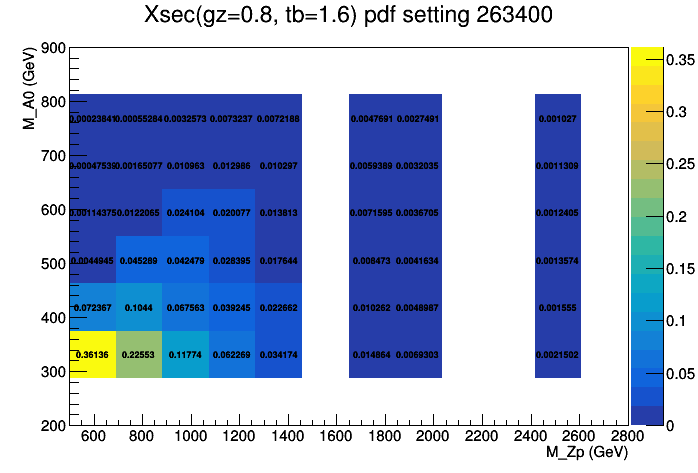 Xsec(gz=0.8, tb=1.6) pdf setting 263400
M_A0 (GeV)
900
800
700
600
500
400
300
200
0.00023841 0.00055284 0.0032573 0.0073237 0.0072188 0.0047691 0.0027491 0.001027
0.00047539 0.00165077 0.010963 0.012986 0.010297 0.0059389 0.0032035 0.0011309
0.00114375 0.0122065 0.024104 0.020077 0.013813 0.0071595 0.0036705 0.0012405
0.0044945 0.045289 0.042479 0.028395 0.017644 0.008473 0.0041634 0.0013574
0.072367 0.1044 0.067563 0.039245 0.022662 0.010262 0.0048987 0.001555
0.36136 0.22553 0.11774 0.062269 0.034174 0.014864 0.0069303 0.0021502
600 800 1000 1200 1400 1600 1800 2000 2200 2400 2600 2800
M_Zp (GeV)
0.35
0.3
0.25
0.2
0.15
0.1
0.05
0